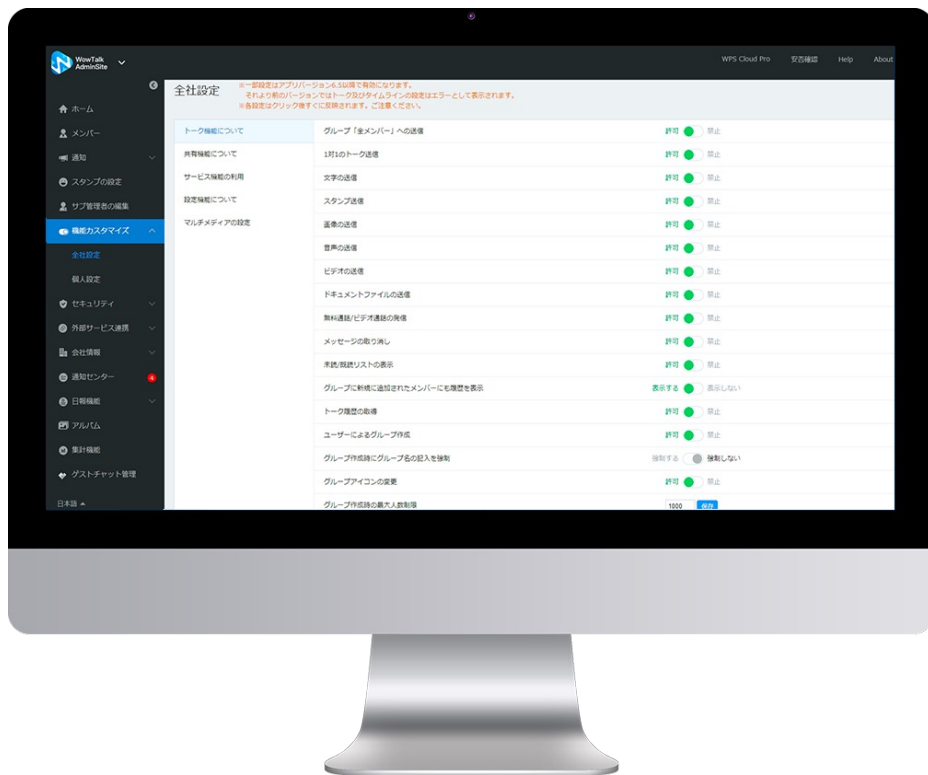 WowTalk
AdminSite
WPS Cloud Pro
安否確認
Help
About
ホーム
メンバー
通知
スタンプの設定
サブ管理者の編集
機能カスタマイズ
全社設定
個人設定
セキュリティ
外部サービス連携
会社情報
通知センター
4
日報機能
アルバム
集計機能
ゲストチャット管理
日本語
全社設定
※一部設定はアプリバージョン6.5以降で有効になります。
それより前のバージョンではトーク及びタイムラインの設定はエラーとして表示されます。
※各設定はクリック後すぐに反映されます。ご注意ください。
トーク機能について
共有機能について
サービス機能の利用
設定機能について
マルチメディアの設定
グループ「全メンバー」への送信 許可 禁止
1対1のトーク送信 許可 禁止
文字の送信 許可 禁止
スタンプ送信 許可 禁止
画像の送信 許可 禁止
音声の送信 許可 禁止
ビデオの送信 許可 禁止
ドキュメントファイルの送信 許可 禁止
無料通話/ビデオ通話の発信 許可 禁止
メッセージの取り消し 許可 禁止
未読/既読リストの表示 許可 禁止
グループに新規に追加されたメンバーにも履歴を表示 表示する 表示しない
トーク履歴の取得 許可 禁止
ユーザーによるグループ作成 許可 禁止
グループ作成時にグループ名の記入を強制 強制する 強制しない
グループアイコンの変更 許可 禁止
グループ作成時の最大人数制限 1000 保存